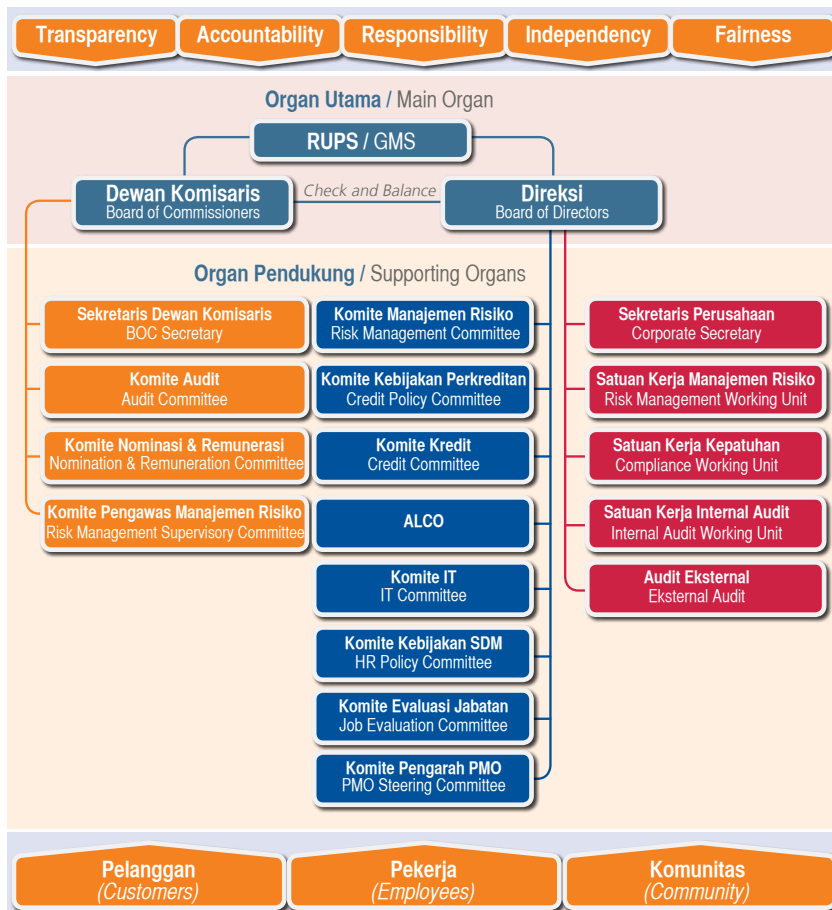 Transparency
Accountability
Responsibility
Independency
Fairness
Organ Utama / Main Organ
RUPS / GMS
Dewan Komisaris
Board of Commissioners
Check and Balance
Direksi
Board of Directors
Organ Pendukung / Supporting Organs
Sekretaris Dewan Komisaris
BOC Secretary
Komite Audit
Audit Committee
Komite Nominasi & Remunerasi
Nomination & Remuneration Committee
Komite Pengawas Manajemen Risiko
Risk Management Supervisory Committee
Komite Manajemen Risiko
Risk Management Committee
Komite Kebijakan Perkreditan
Credit Policy Committee
Komite Kredit
Credit Committee
ALCO
Komite IT
IT Committee
Komite Kebijakan SDM
HR Policy Committee
Komite Evaluasi Jabatan
Job Evaluation Committee
Komite Pengarah PMO
PMO Steering Committee
Sekretaris Perusahaan
Corporate Secretary
Satuan Kerja Manajemen Risiko
Risk Management Working Unit
Satuan Kerja Kepatuhan
Compliance Working Unit
Satuan Kerja Internal Audit
Internal Audit Working Unit
Audit Eksternal
Eksternal Audit
Pelanggan
(Customers)
Pekerja
(Employees)
Komunitas
(Community)